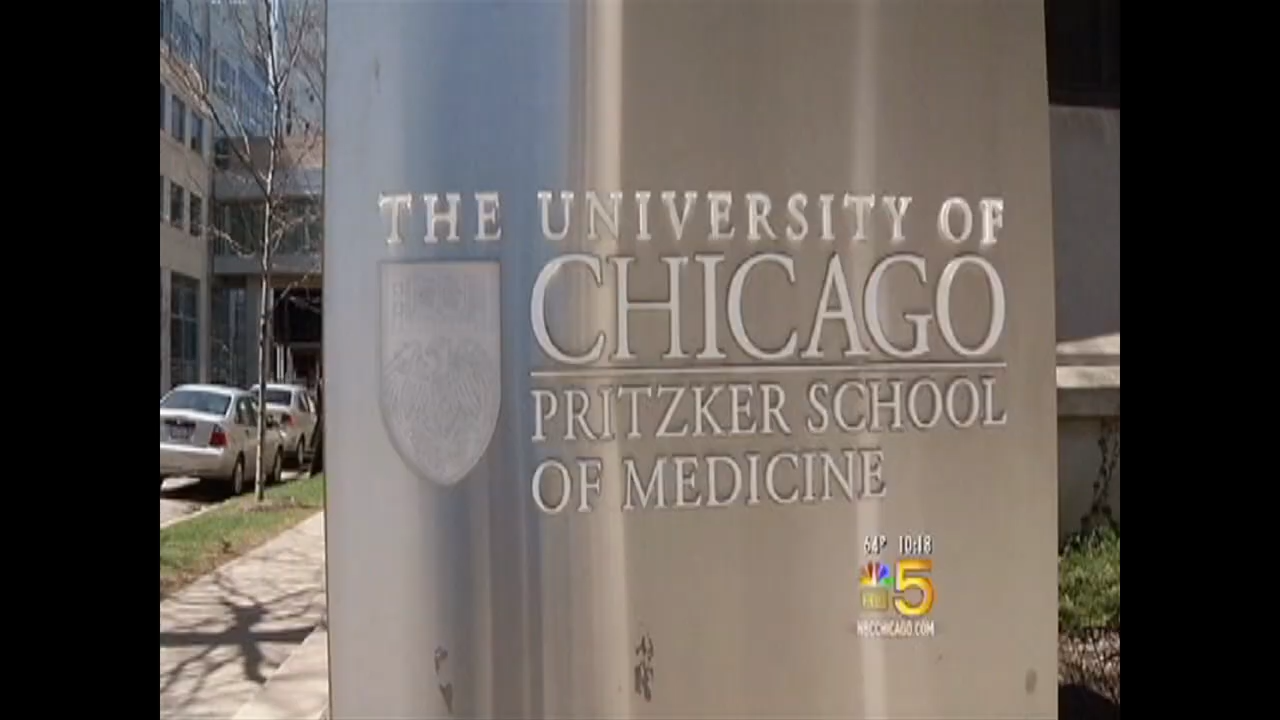 THE UNIVERSITY OF
CHICAGO
PRITZKER SCHOOL
OF MEDICINE
64° 10:18
5
NBCCHICAGO.COM